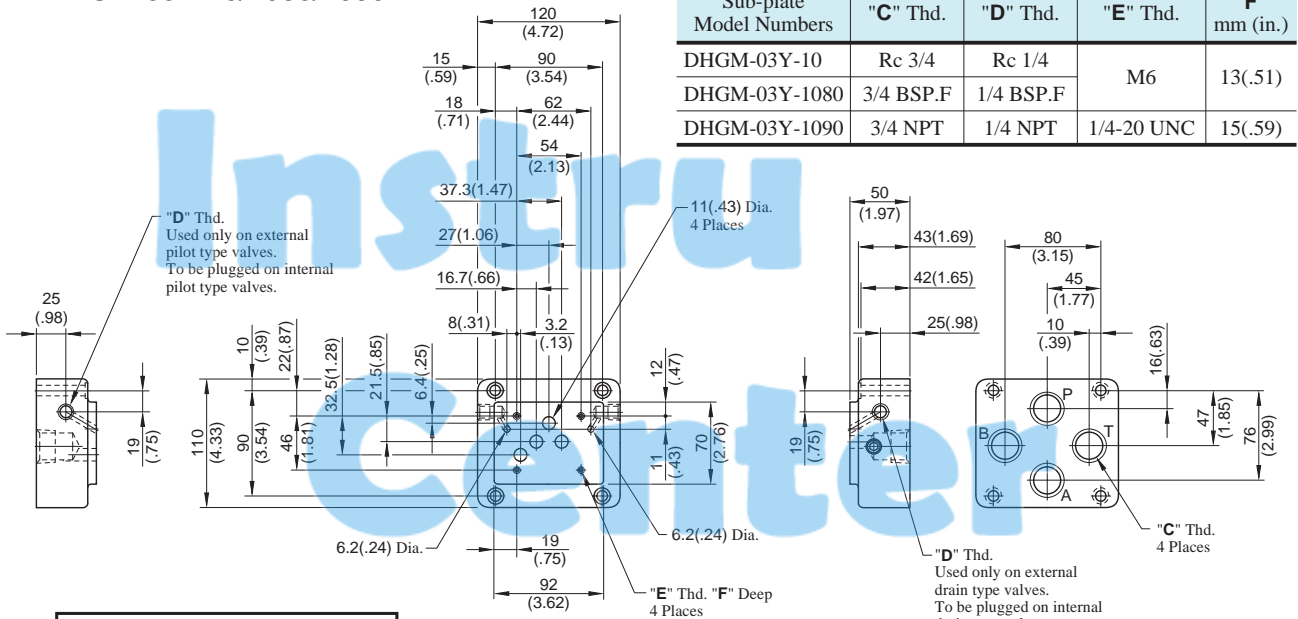 Sub-plate
Model Numbers
"C" Thd.
"D" Thd.
"E" Thd.
"F"
mm (in.)
DHGM-03Y-10
Rc 3/4
Rc 1/4
M6
13(.51)
DHGM-03Y-1080
3/4 BSP.F
1/4 BSP.F
DHGM-03Y-1090
3/4 NPT
1/4 NPT
1/4-20 UNC
15(.59)
Instru
Center
120
(4.72)
15
(.59)
90
(3.54)
18
(.71)
62
(2.44)
54
(2.13)
37.3(1.47)
27(1.06)
16.7(.66)
8(.31)
3.2
(.13)
11(.43) Dia.
4 Places
"D" Thd.
Used only on external
pilot type valves.
To be plugged on internal
pilot type valves.
25
(.98)
19
(.75)
110
(4.33)
90
(3.54)
10
(.39)
22(.87)
46
(1.81)
32.5(1.28)
21.5(.85)
6.4(.25)
12
(.47)
11
(.43)
70
(2.76)
6.2(.24) Dia.
6.2(.24) Dia.
19
(.75)
92
(3.62)
"E" Thd. "F" Deep
4 Places
50
(1.97)
43(1.69)
42(1.65)
25(.98)
19
(.75)
"D" Thd.
Used only on external
drain type valves.
To be plugged on internal
80
(3.15)
45
(1.77)
10
(.39)
16(.63)
47
(1.85)
76
(2.99)
P
B
T
A
"C" Thd.
4 Places